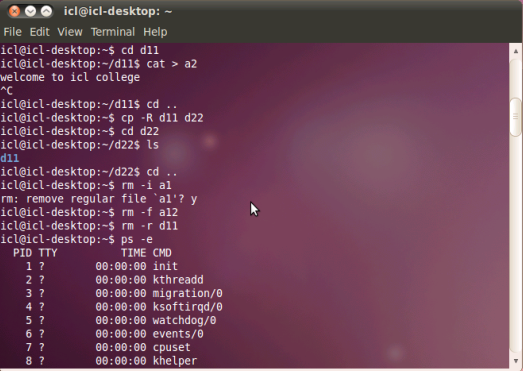 icl@icl-desktop: ~
File Edit View Terminal Help
icl@icl-desktop:~$ cd d11
icl@icl-desktop:~/d11$ cat > a2
welcome to icl college
^C
icl@icl-desktop:~/d11$ cd ..
icl@icl-desktop:~$ cp -R d11 d22
icl@icl-desktop:~$ cd d22
icl@icl-desktop:~/d22$ ls
d11
icl@icl-desktop:~/d22$ cd ..
icl@icl-desktop:~$ rm -i a1
rm: remove regular file `a1'? y
icl@icl-desktop:~$ rm -f a12
icl@icl-desktop:~$ rm -r d11
icl@icl-desktop:~$ ps -e
  PID TTY          TIME CMD
    1 ?        00:00:00 init
    2 ?        00:00:00 kthreadd
    3 ?        00:00:00 migration/0
    4 ?        00:00:00 ksoftirqd/0
    5 ?        00:00:00 watchdog/0
    6 ?        00:00:00 events/0
    7 ?        00:00:00 cpuset
    8 ?        00:00:00 khelper